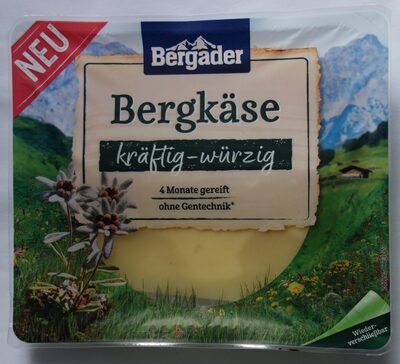 NEU
Bergader
Bergkäse
kräftig-würzig
4 Monate gereift
ohne Gentechnik*
Wieder-
verschließbar